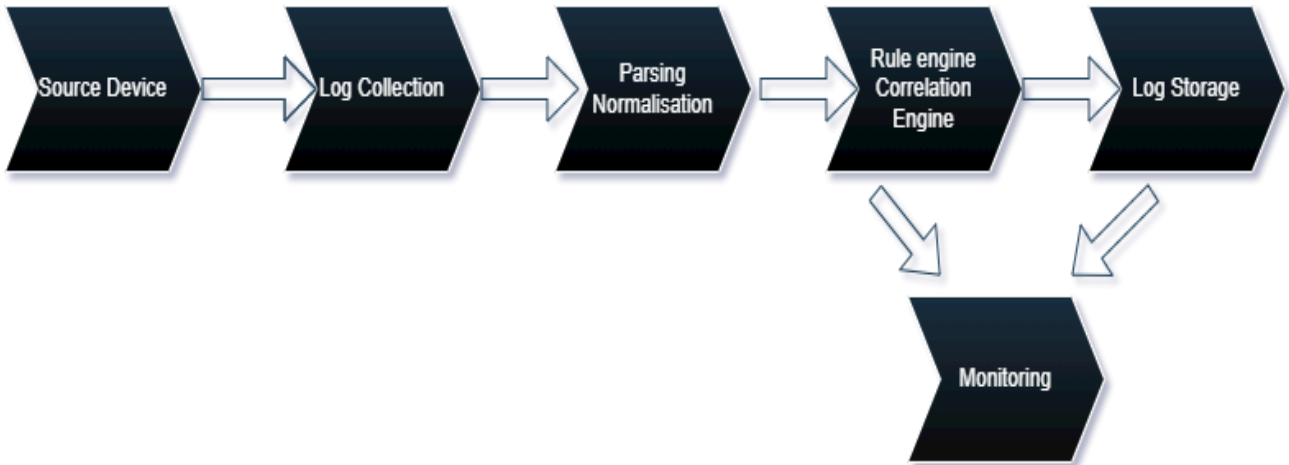 Source Device
Log Collection
Parsing
Normalisation
Rule engine
Correlation
Engine
Log Storage
Monitoring